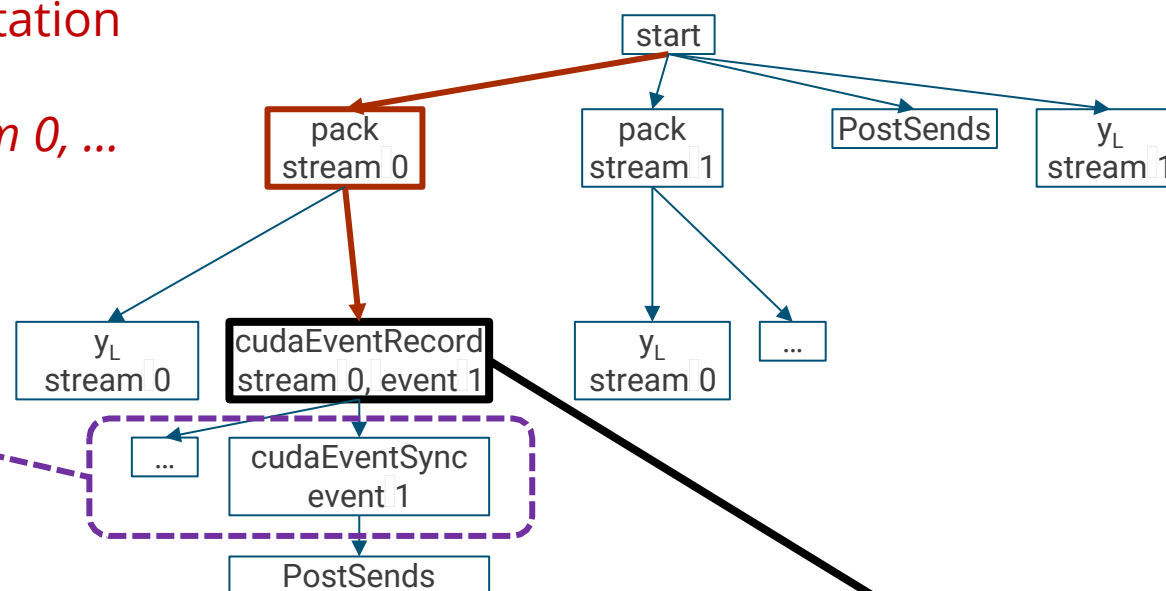 tation
m 0, ...
start
pack
stream 0
pack
stream 1
PostSends
yL
stream 1
yL
stream 0
cudaEventRecord
stream 0, event 1
yL
stream 0
...
...
cudaEventSync
event 1
PostSends